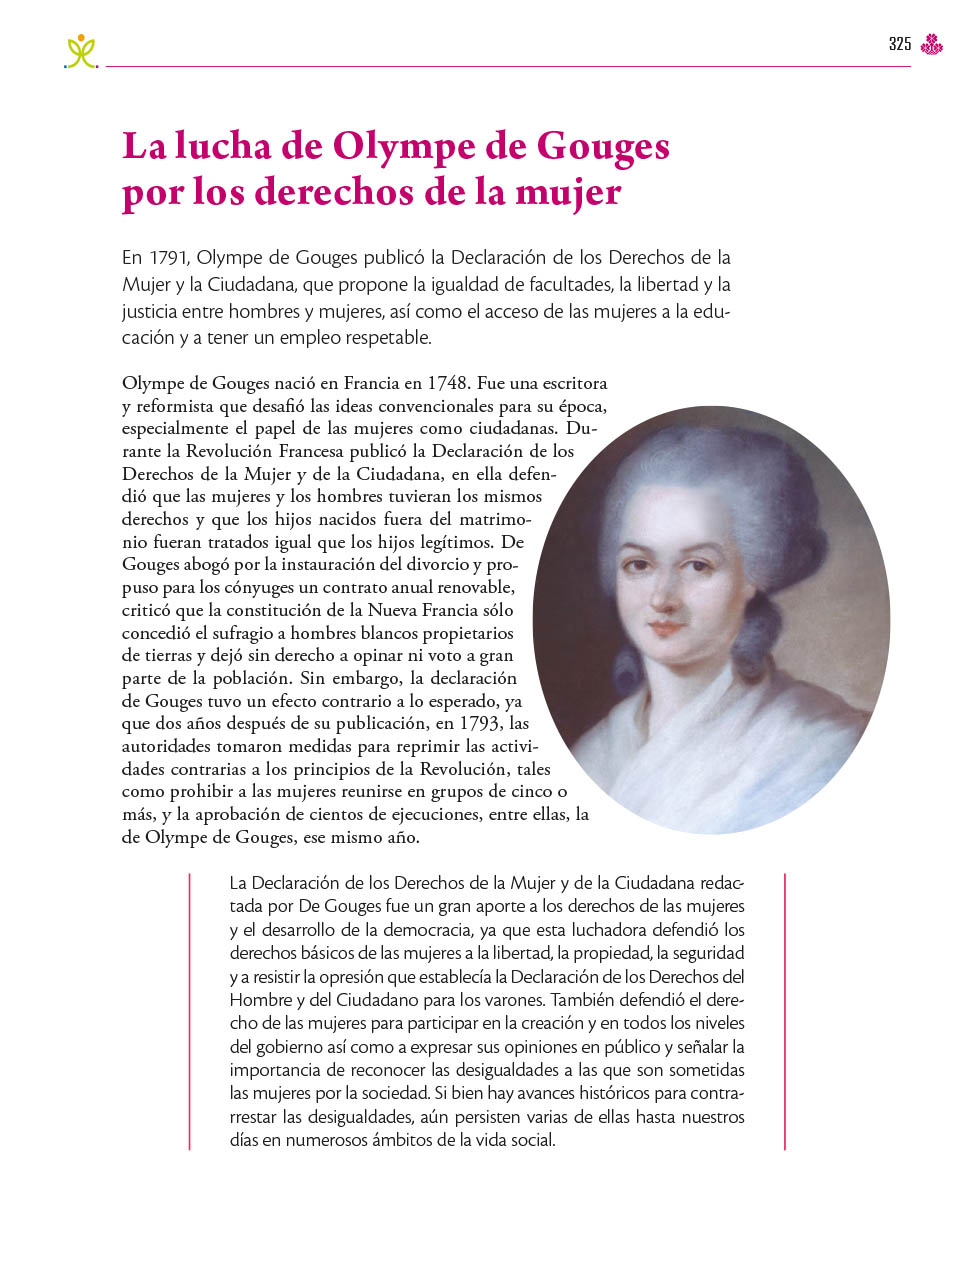 325
La lucha de Olympe de Gouges
por los derechos de la mujer
En 1791, Olympe de Gouges publicó la Declaración de los Derechos de la
Mujer y la Ciudadana, que propone la igualdad de facultades, la libertad y la
justicia entre hombres y mujeres, así como el acceso de las mujeres a la edu-
cación y a tener un empleo respetable.
Olympe de Gouges nació en Francia en 1748. Fue una escritora
y reformista que desafió las ideas convencionales para su época,
especialmente el papel de las mujeres como ciudadanas. Du-
rante la Revolución Francesa publicó la Declaración de los
Derechos de la Mujer y de la Ciudadana, en ella defen-
dió que las mujeres y los hombres tuvieran los mismos
derechos y que los hijos nacidos fuera del matrimo-
nio fueran tratados igual que los hijos legítimos. De
Gouges abogó por la instauración del divorcio y pro-
puso para los cónyuges un contrato anual renovable,
criticó que la constitución de la Nueva Francia sólo
concedió el sufragio a hombres blancos propietarios
de tierras y dejó sin derecho a opinar ni voto a gran
parte de la población. Sin embargo, la declaración
de Gouges tuvo un efecto contrario a lo esperado, ya
que dos años después de su publicación, en 1793, las
autoridades tomaron medidas para reprimir las activi-
dades contrarias a los principios de la Revolución, tales
como prohibir a las mujeres reunirse en grupos de cinco o
más, y la aprobación de cientos de ejecuciones, entre ellas, la
de Olympe de Gouges, ese mismo año.
La Declaración de los Derechos de la Mujer y de la Ciudadana redac-
tada por De Gouges fue un gran aporte a los derechos de las mujeres
y el desarrollo de la democracia, ya que esta luchadora defendió los
derechos básicos de las mujeres a la libertad, la propiedad, la seguridad
y a resistir la opresión que establecía la Declaración de los Derechos del
Hombre y del Ciudadano para los varones. También defendió el dere-
cho de las mujeres para participar en la creación y en todos los niveles
del gobierno así como a expresar sus opiniones en público y señalar la
importancia de reconocer las desigualdades a las que son sometidas
las mujeres por la sociedad. Si bien hay avances históricos para contra-
rrestar las desigualdades, aún persisten varias de ellas hasta nuestros
días en numerosos ámbitos de la vida social.